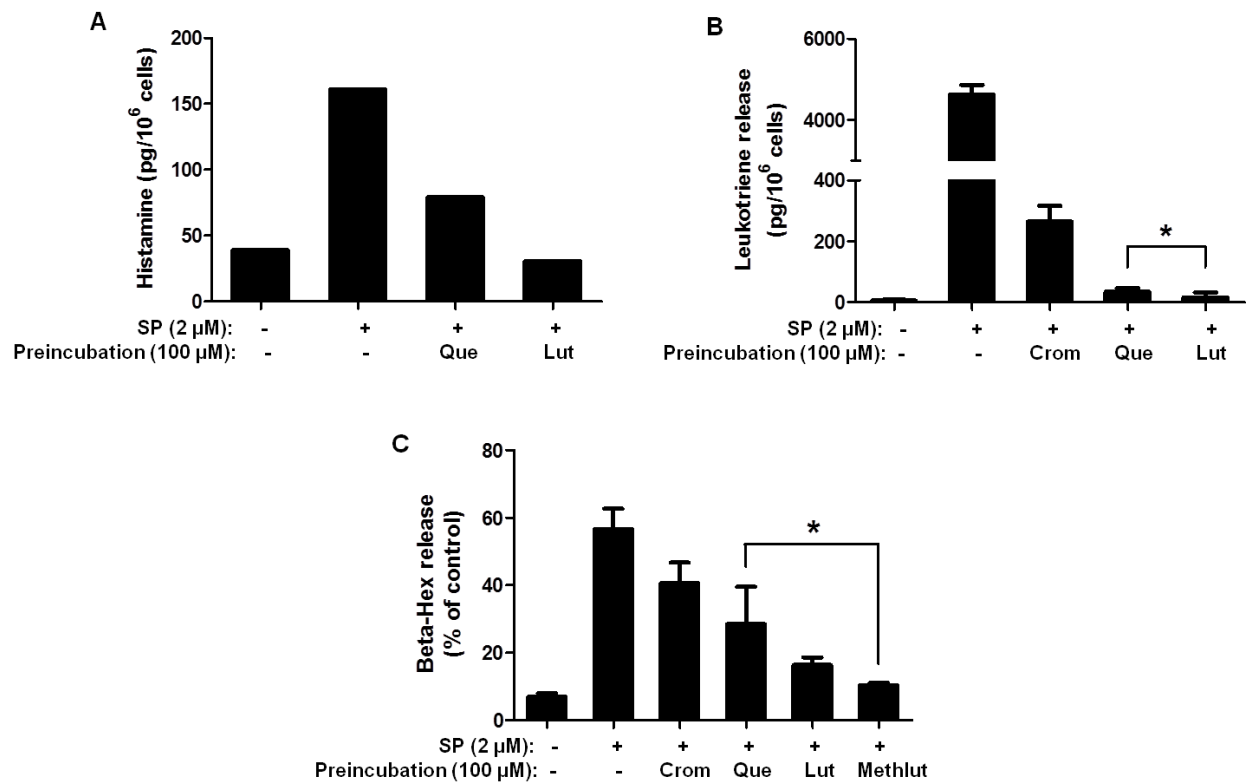 A
Histamine (pg/10⁶ cells)
200
150
100
50
0
SP (2 µM): - + + +
Preincubation (100 µM): - - Que Lut
B
Leukotriene release
(pg/10⁶ cells)
6000
4000
400
200
0
*
SP (2 µM): - + + + +
Preincubation (100 µM): - - Crom Que Lut
C
Beta-Hex release
(% of control)
80
60
40
20
0
*
SP (2 µM): - + + + + +
Preincubation (100 µM): - - Crom Que Lut Methlut